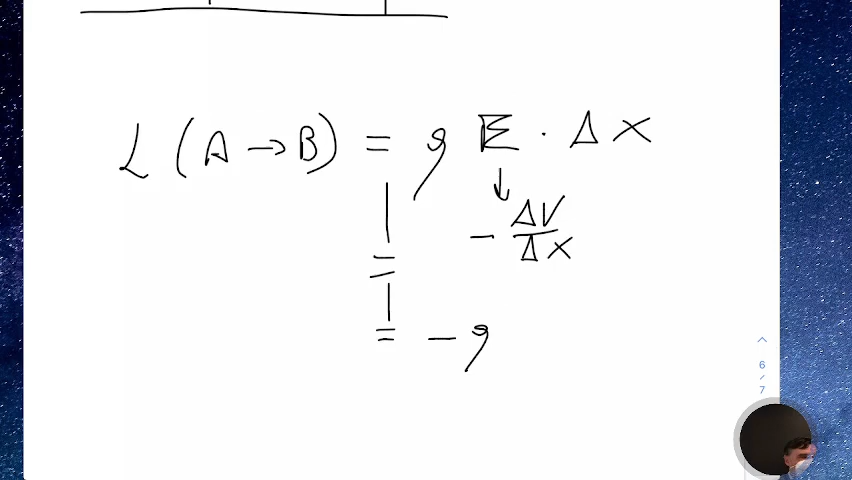 L (A → B) = q E · Δx
↓
- ΔV/Δx
=
= - q
6
/
7